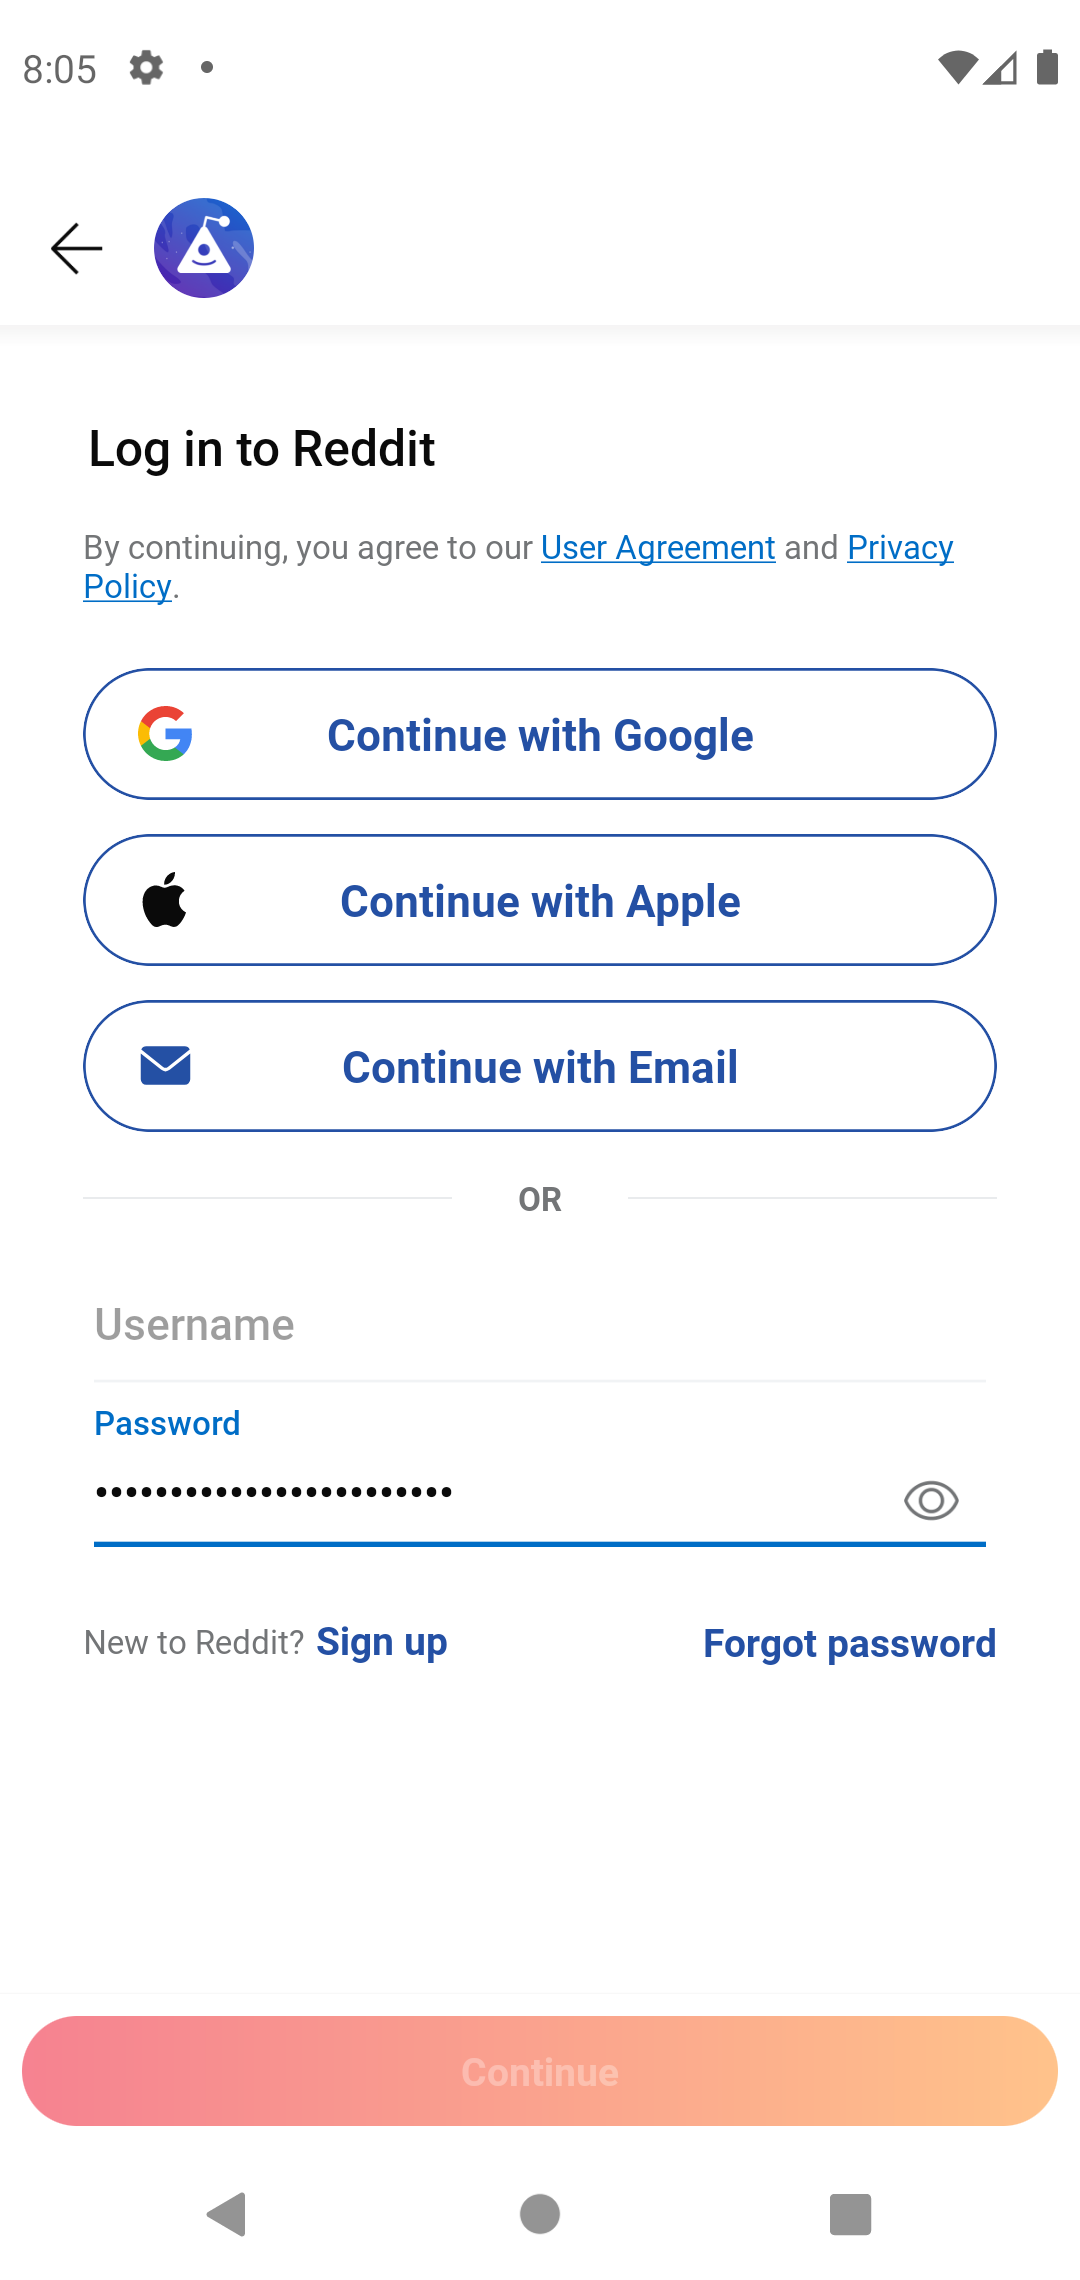 8:05
Log in to Reddit
By continuing, you agree to our User Agreement and Privacy
Policy.
Continue with Google
Continue with Apple
Continue with Email
OR
Username
Password
••••••••••••••••••••••••
New to Reddit? Sign up
Forgot password
Continue